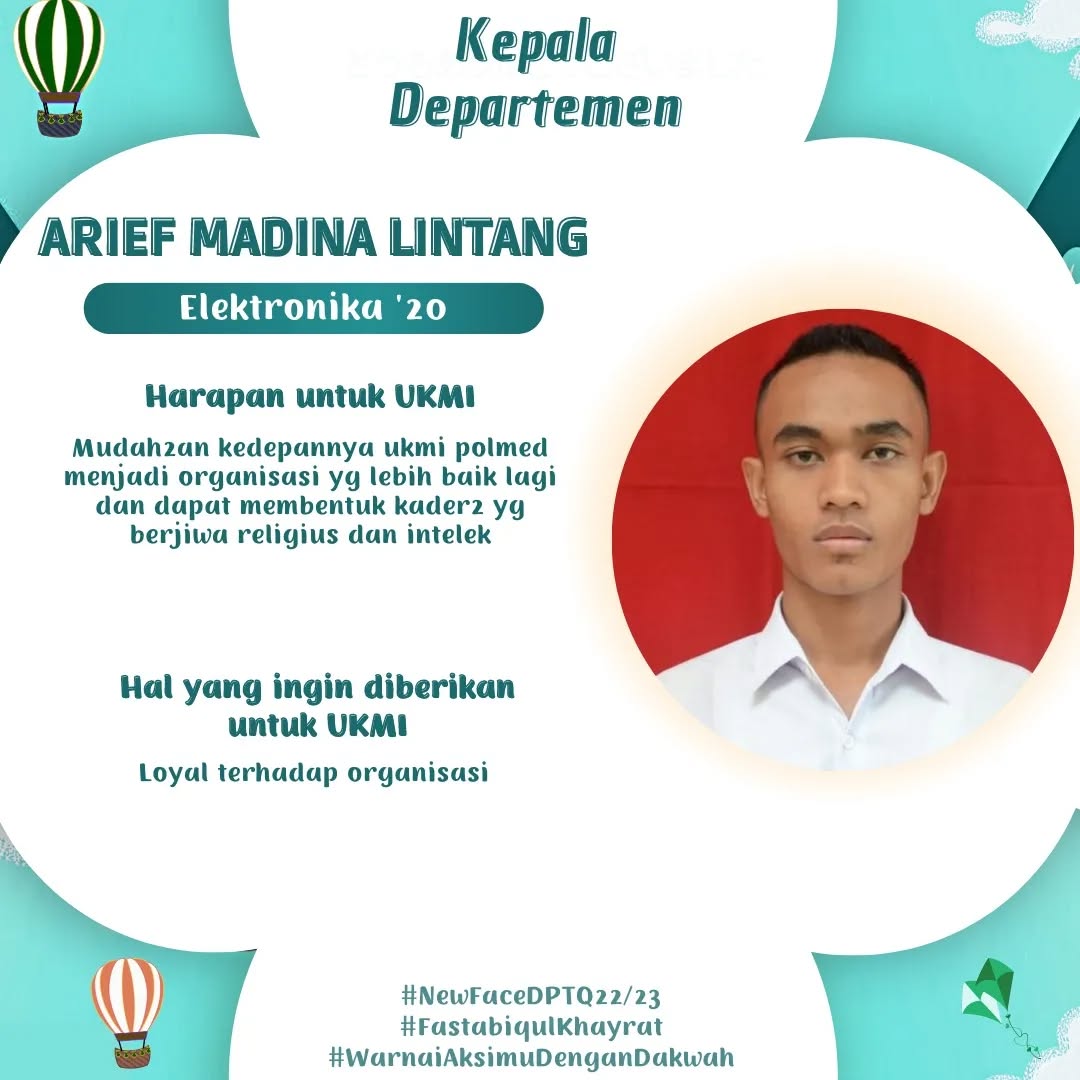 Kepala
Departemen
ARIEF MADINA LINTANG
Elektronika '20
Harapan untuk UKMI
Mudah2an kedepannya ukmi polmed
menjadi organisasi yg lebih baik lagi
dan dapat membentuk kader2 yg
berjiwa religius dan intelek
Hal yang ingin diberikan
untuk UKMI
Loyal terhadap organisasi
#NewFaceDPTQ22/23
#FastabiqulKhayrat
#WarnaiAksimuDenganDakwah